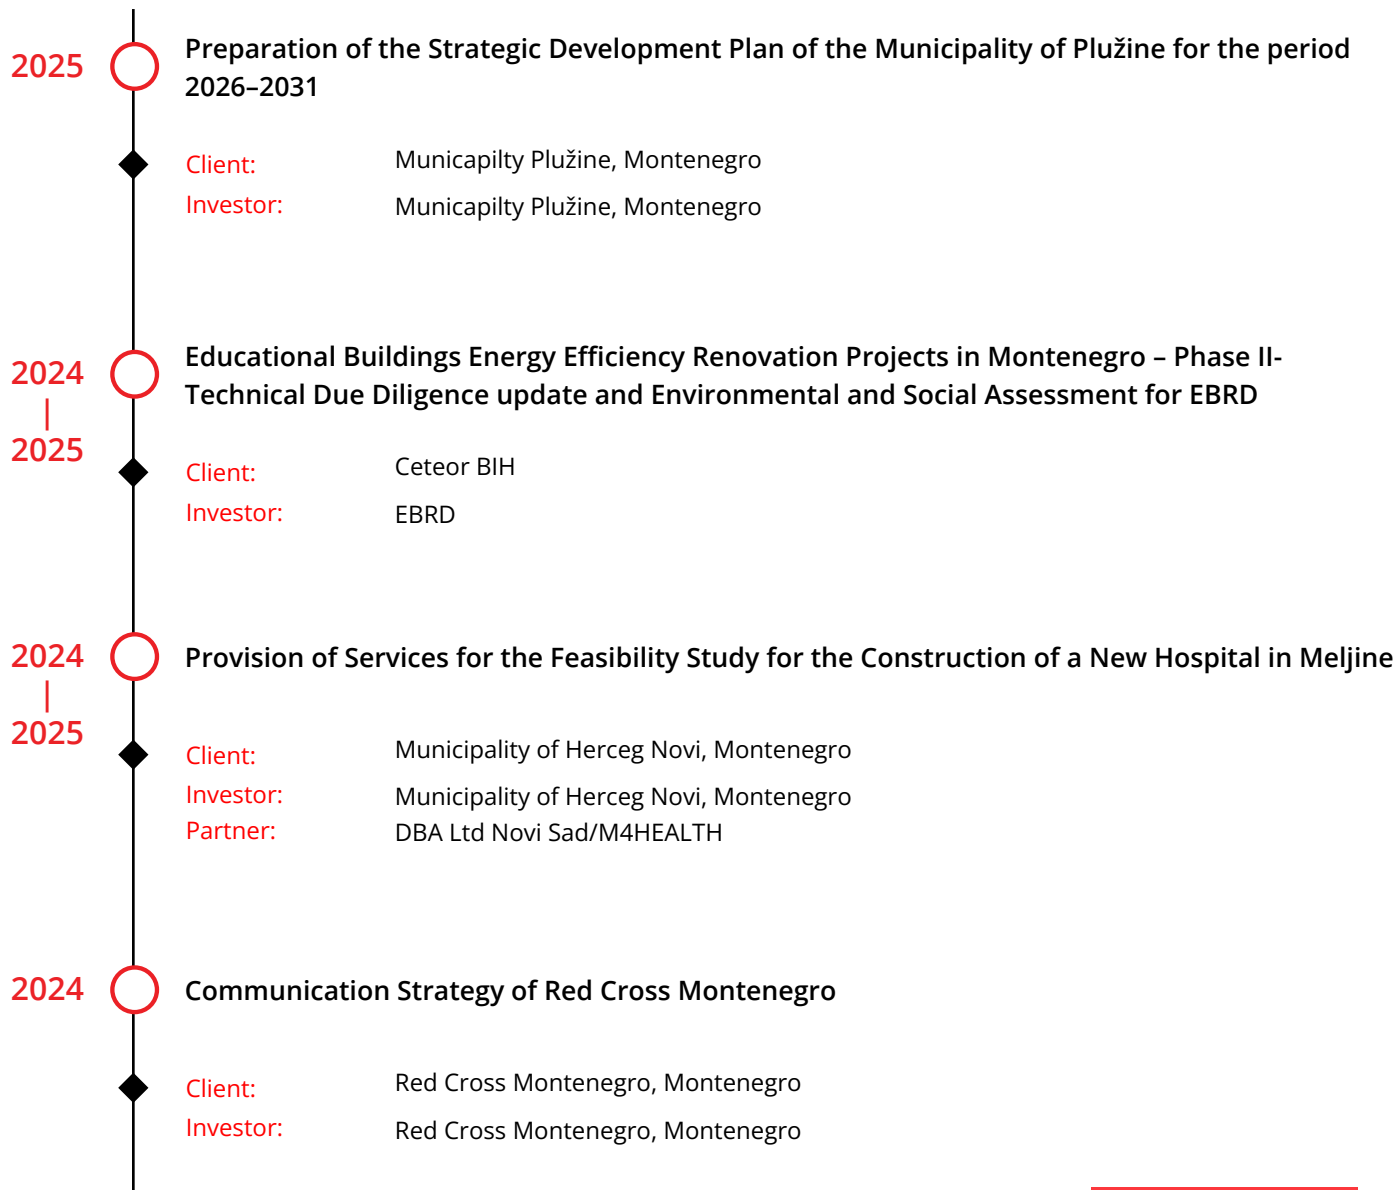 2025
Preparation of the Strategic Development Plan of the Municipality of Plužine for the period
2026–2031
Client:
Municapilty Plužine, Montenegro
Investor:
Municapilty Plužine, Montenegro
2024
|
2025
Educational Buildings Energy Efficiency Renovation Projects in Montenegro – Phase II-
Technical Due Diligence update and Environmental and Social Assessment for EBRD
Client:
Ceteor BIH
Investor:
EBRD
2024
|
2025
Provision of Services for the Feasibility Study for the Construction of a New Hospital in Meljine
Client:
Municipality of Herceg Novi, Montenegro
Investor:
Municipality of Herceg Novi, Montenegro
Partner:
DBA Ltd Novi Sad/M4HEALTH
2024
Communication Strategy of Red Cross Montenegro
Client:
Red Cross Montenegro, Montenegro
Investor:
Red Cross Montenegro, Montenegro